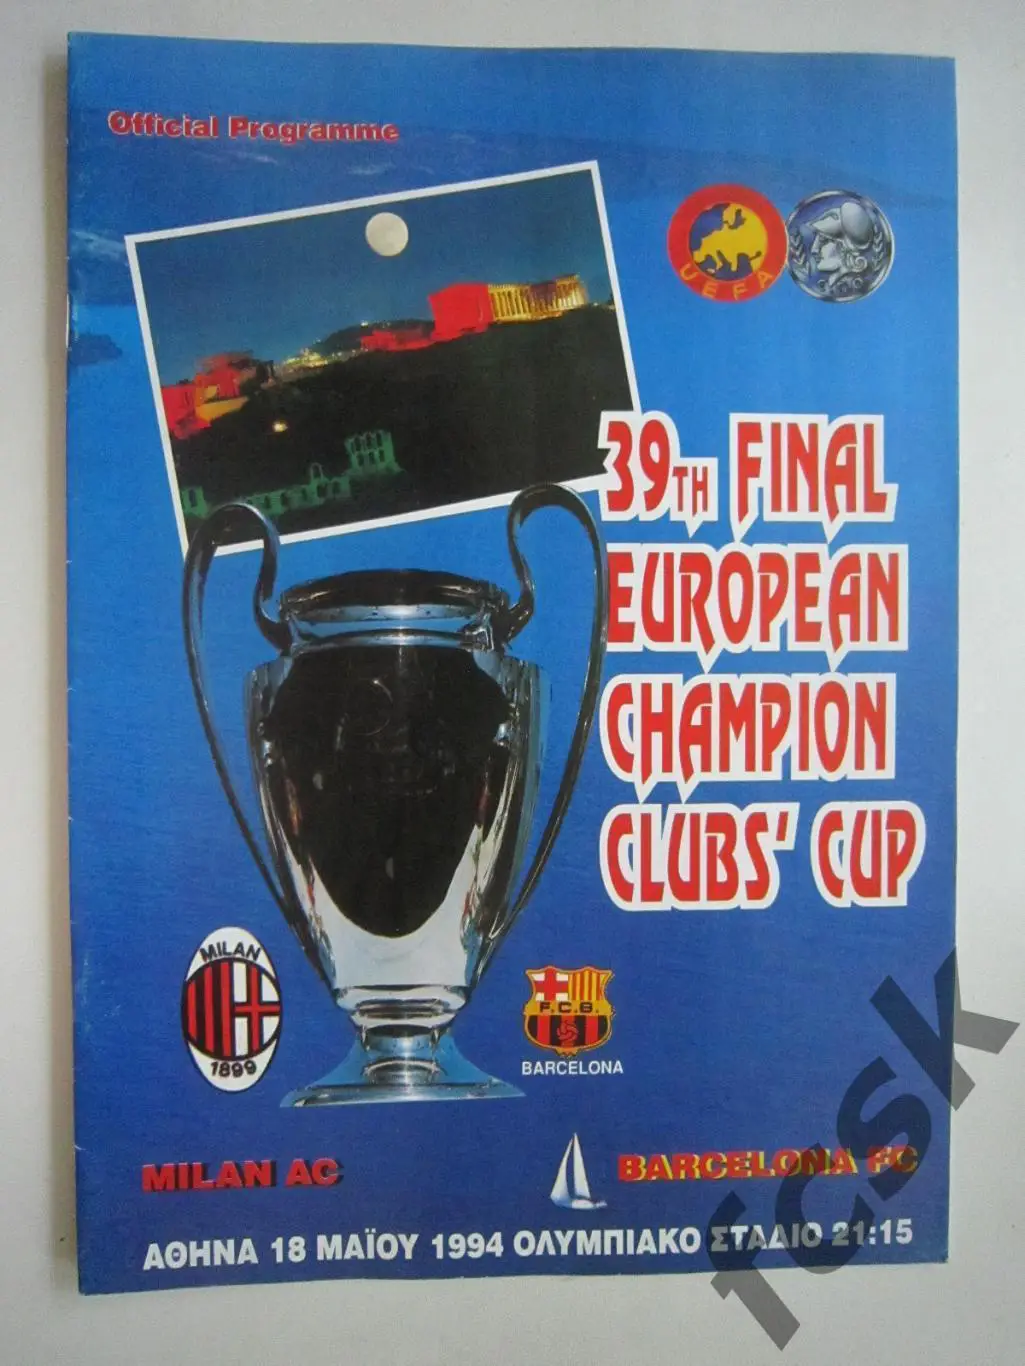 Official Programme
UEFA
39TH FINAL
EUROPEAN
CHAMPION
CLUBS' CUP
MILAN
1899
F.C.B.
BARCELONA
MILAN AC
BARCELONA FC
ΑΘΗΝΑ 18 ΜΑΪΟΥ 1994 ΟΛΥΜΠΙΑΚΟ ΣΤΑΔΙΟ 21:15
fcsk